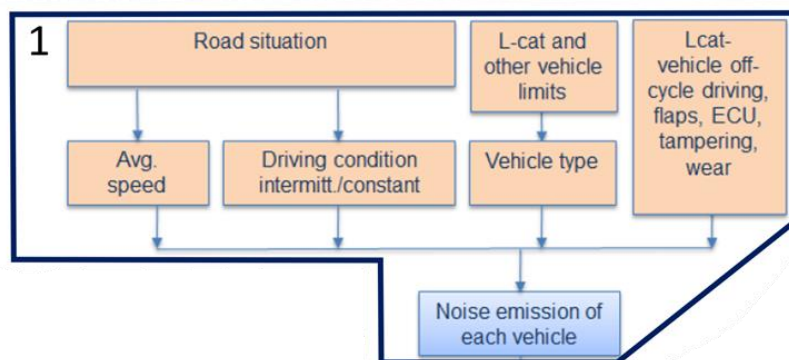 1
Road situation
L-cat and
other vehicle
limits
Lcat-
vehicle off-
cycle driving,
flaps, ECU,
tampering,
wear
Avg.
speed
Driving condition
intermitt./constant
Vehicle type
Noise emission of
each vehicle